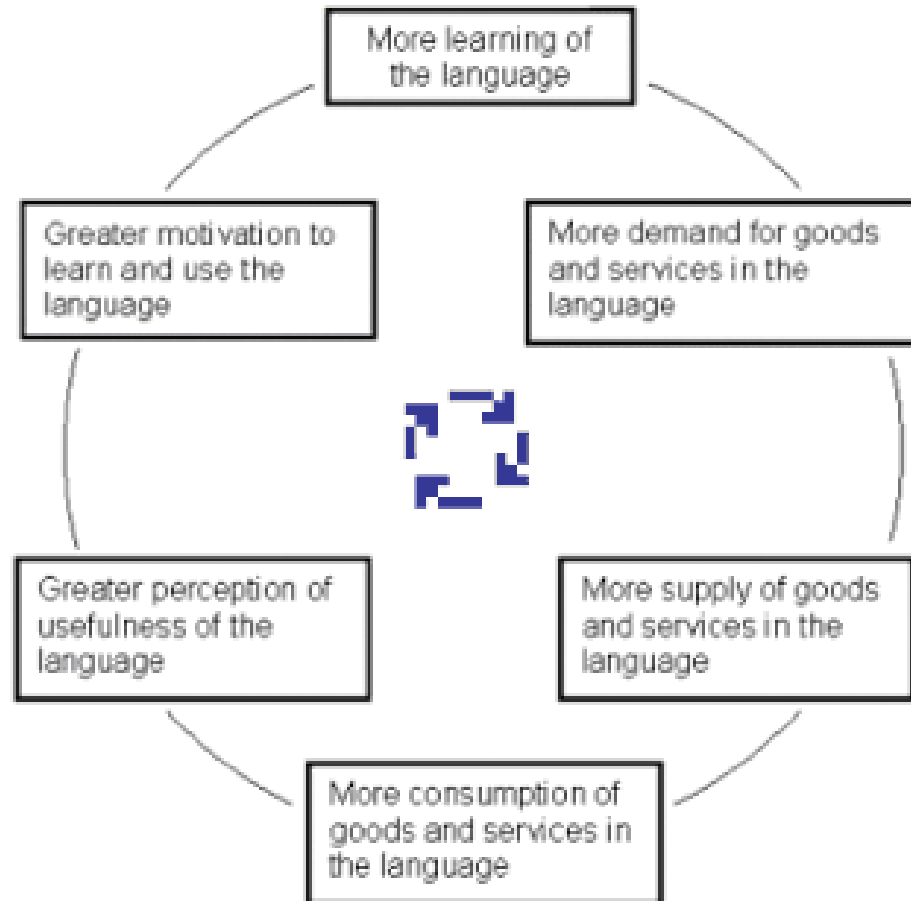 More learning of
the language
Greater motivation to
learn and use the
language
More demand for goods
and services in the
language
Greater perception of
usefulness of the
language
More supply of goods
and services in the
language
More consumption of
goods and services in
the language